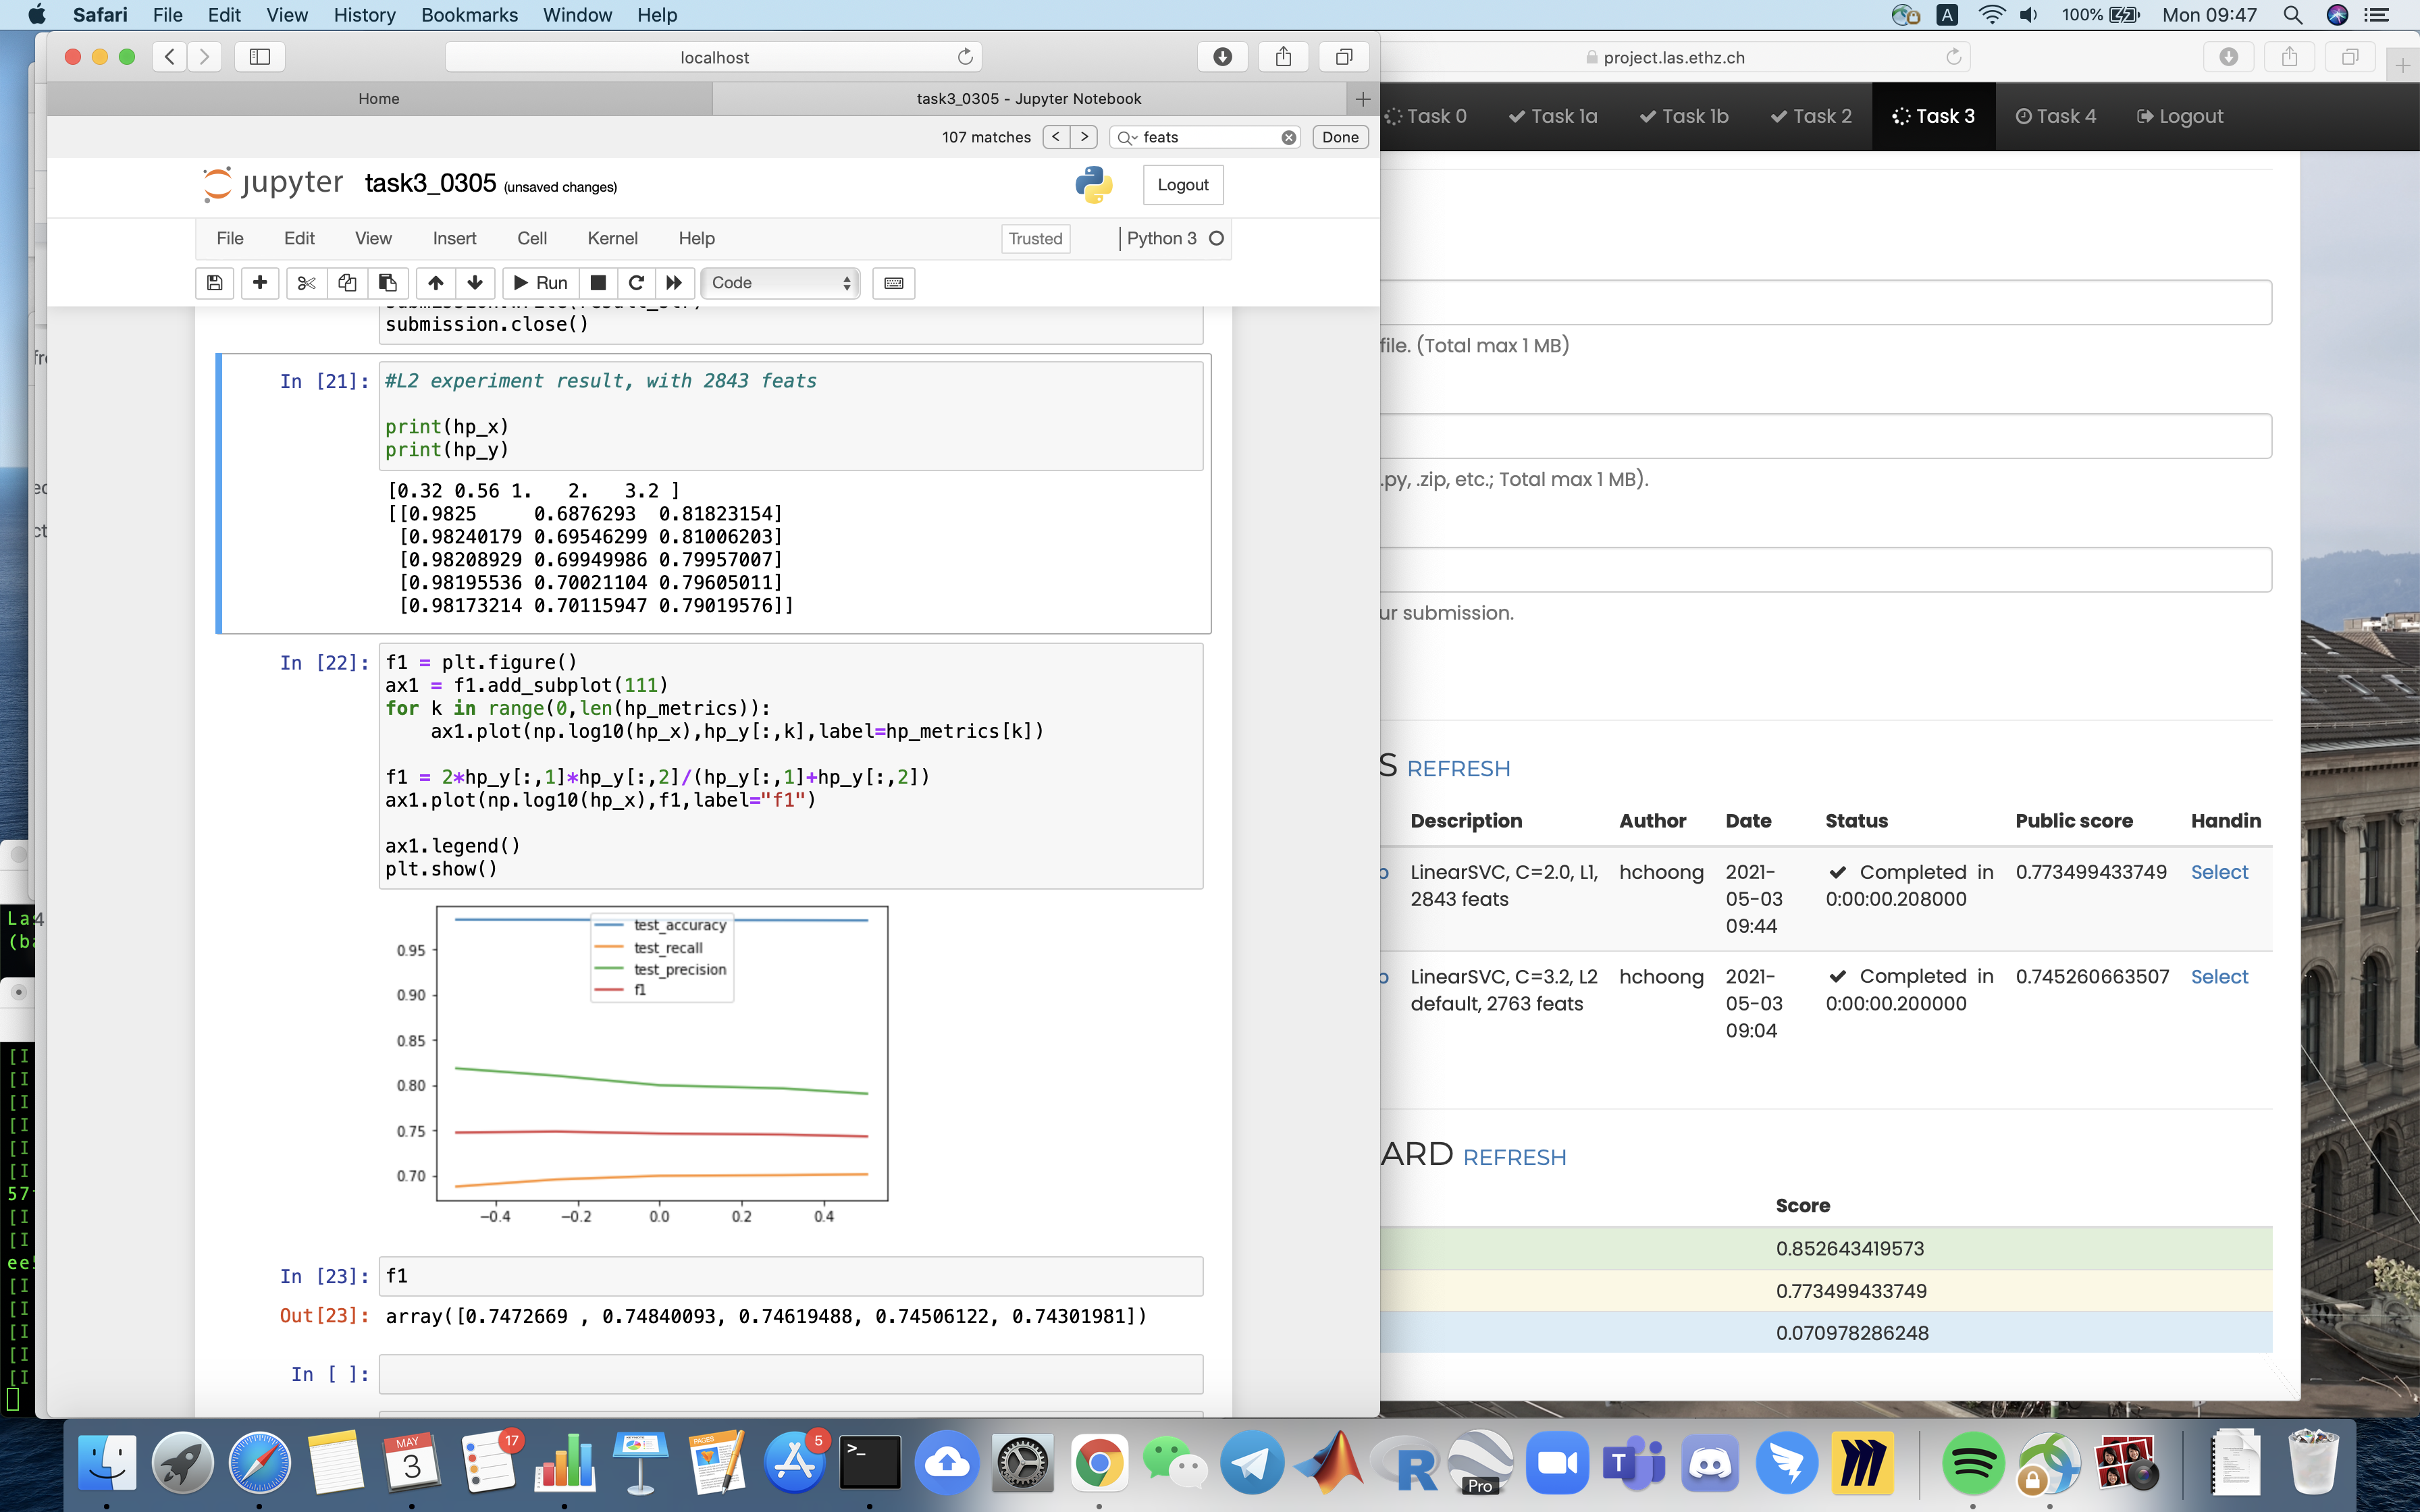 Safari File Edit View History Bookmarks Window Help
A 100% Mon 09:47
localhost
Home
task3_0305 - Jupyter Notebook
107 matches feats Done
jupyter task3_0305 (unsaved changes)
Logout
File Edit View Insert Cell Kernel Help
Trusted
Python 3
Run Code
submission.close()
In [21]:
#L2 experiment result, with 2843 feats
print(hp_x)
print(hp_y)
[0.32 0.56 1.   2.   3.2 ]
[[0.9825     0.6876293  0.81823154]
[0.98240179 0.69546299 0.81006203]
[0.98208929 0.69949986 0.79957007]
[0.98195536 0.70021104 0.79605011]
[0.98173214 0.70115947 0.79019576]]
In [22]:
f1 = plt.figure()
ax1 = f1.add_subplot(111)
for k in range(0,len(hp_metrics)):
ax1.plot(np.log10(hp_x),hp_y[:,k],label=hp_metrics[k])
f1 = 2*hp_y[:,1]*hp_y[:,2]/(hp_y[:,1]+hp_y[:,2])
ax1.plot(np.log10(hp_x),f1,label="f1")
ax1.legend()
plt.show()
test_accuracy
test_recall
test_precision
f1
0.95
0.90
0.85
0.80
0.75
0.70
−0.4 −0.2 0.0 0.2 0.4
In [23]:
f1
Out[23]:
array([0.7472669 , 0.74840093, 0.74619488, 0.74506122, 0.74301981])
In [ ]:
project.las.ethz.ch
Task 0 Task 1a Task 1b Task 2 Task 3 Task 4 Logout
file. (Total max 1 MB)
.py, .zip, etc.; Total max 1 MB).
ur submission.
S REFRESH
Description Author Date Status Public score Handin
LinearSVC, C=2.0, L1, hchoong 2021- Completed in 0.773499433749 Select
2843 feats 05-03 0:00:00.208000
09:44
LinearSVC, C=3.2, L2 hchoong 2021- Completed in 0.745260663507 Select
default, 2763 feats 05-03 0:00:00.200000
09:04
ARD REFRESH
Score
0.852643419573
0.773499433749
0.070978286248
MAY
3
17
PAGES
5
Pro